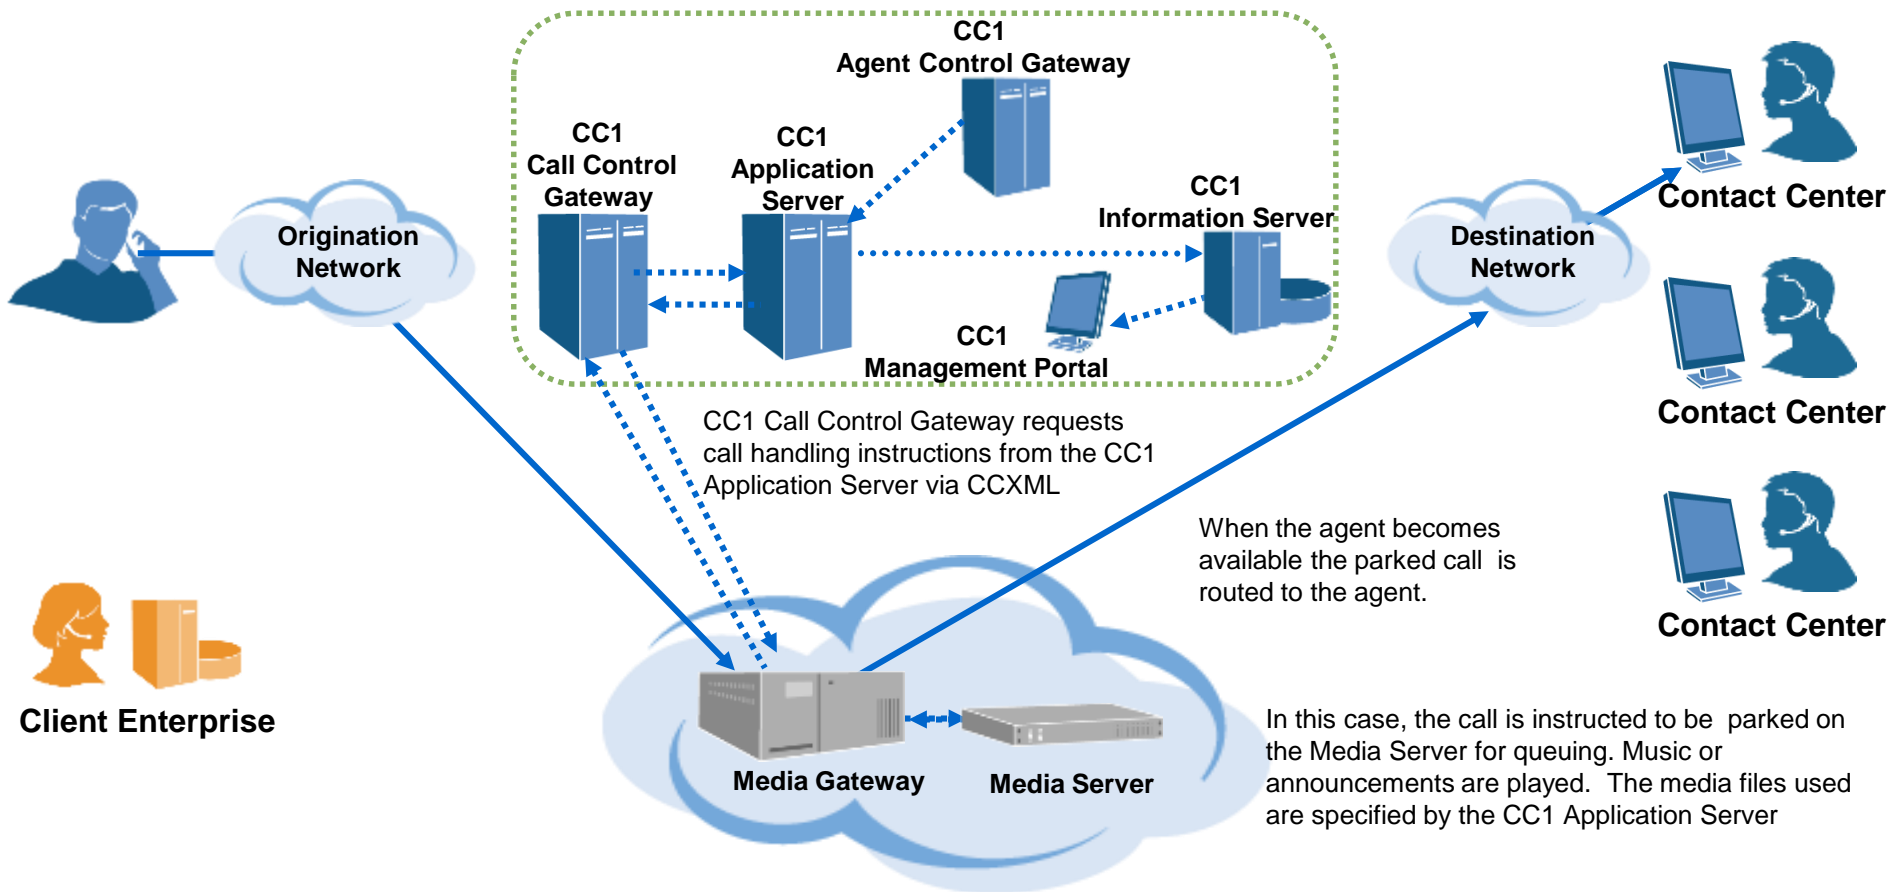 CC1
Agent Control Gateway
CC1
Call Control
Gateway
CC1
Application
Server
CC1
Information Server
Contact Center
Origination
Network
Destination
Network
CC1
Management Portal
Contact Center
CC1 Call Control Gateway requests
call handling instructions from the CC1
Application Server via CCXML
When the agent becomes
available the parked call  is
routed to the agent.
Contact Center
Client Enterprise
Media Gateway
Media Server
In this case, the call is instructed to be  parked on
the Media Server for queuing. Music or
announcements are played.  The media files used
are specified by the CC1 Application Server